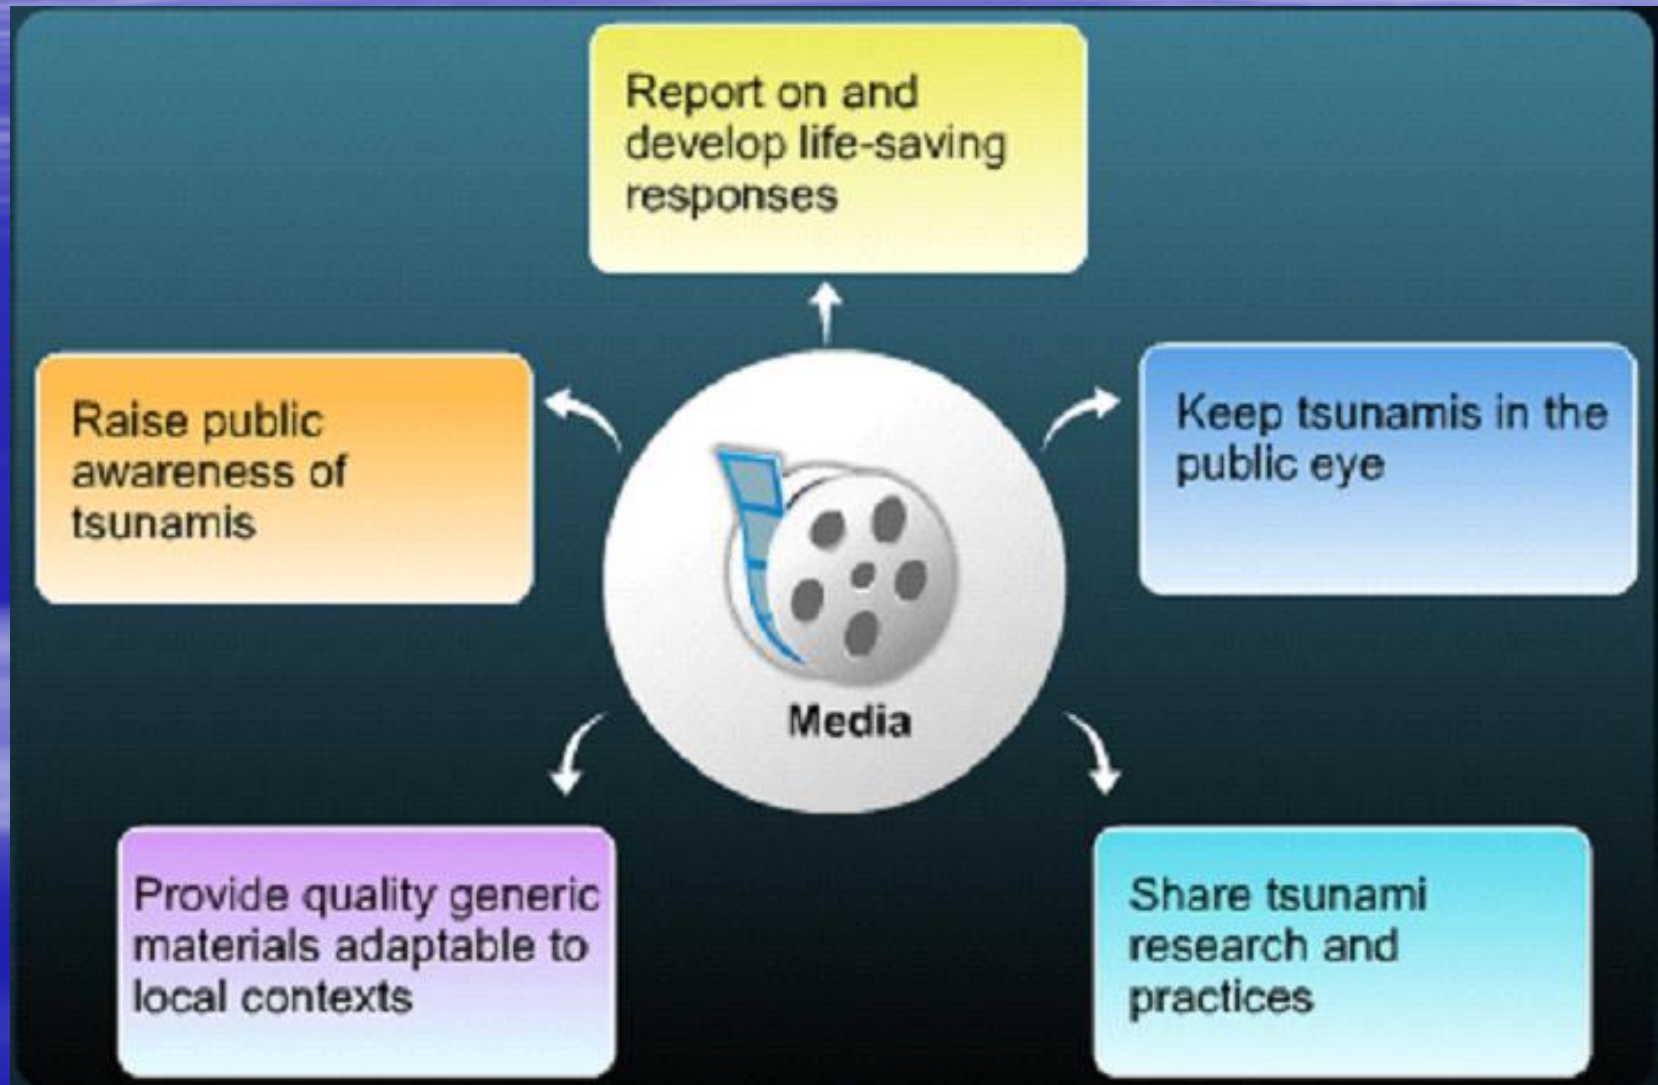 Report on and
develop life-saving
responses
Raise public
awareness of
tsunamis
Keep tsunamis in the
public eye
Media
Provide quality generic
materials adaptable to
local contexts
Share tsunami
research and
practices